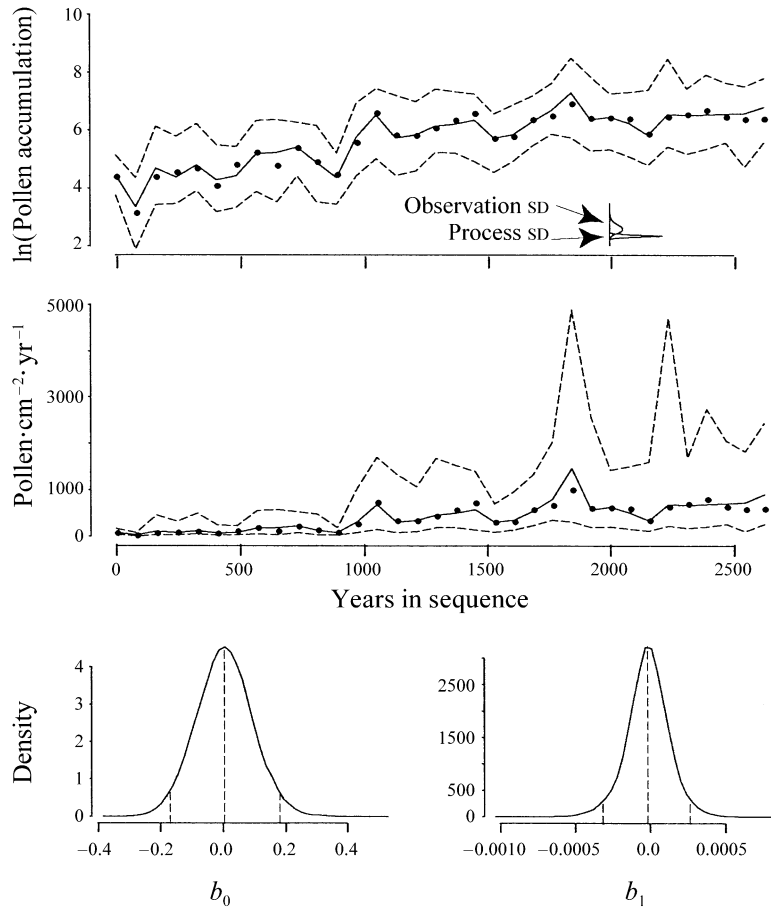 ln(Pollen accumulation)
10
8
6
4
2
Observation SD
Process SD
Pollen·cm⁻²·yr⁻¹
5000
3000
1000
0
0 500 1000 1500 2000 2500
Years in sequence
Density
4
3
2
1
0
−0.4 −0.2 0.0 0.2 0.4
b₀
2500
1500
500
0
−0.0010 −0.0005 0.0 0.0005
b₁